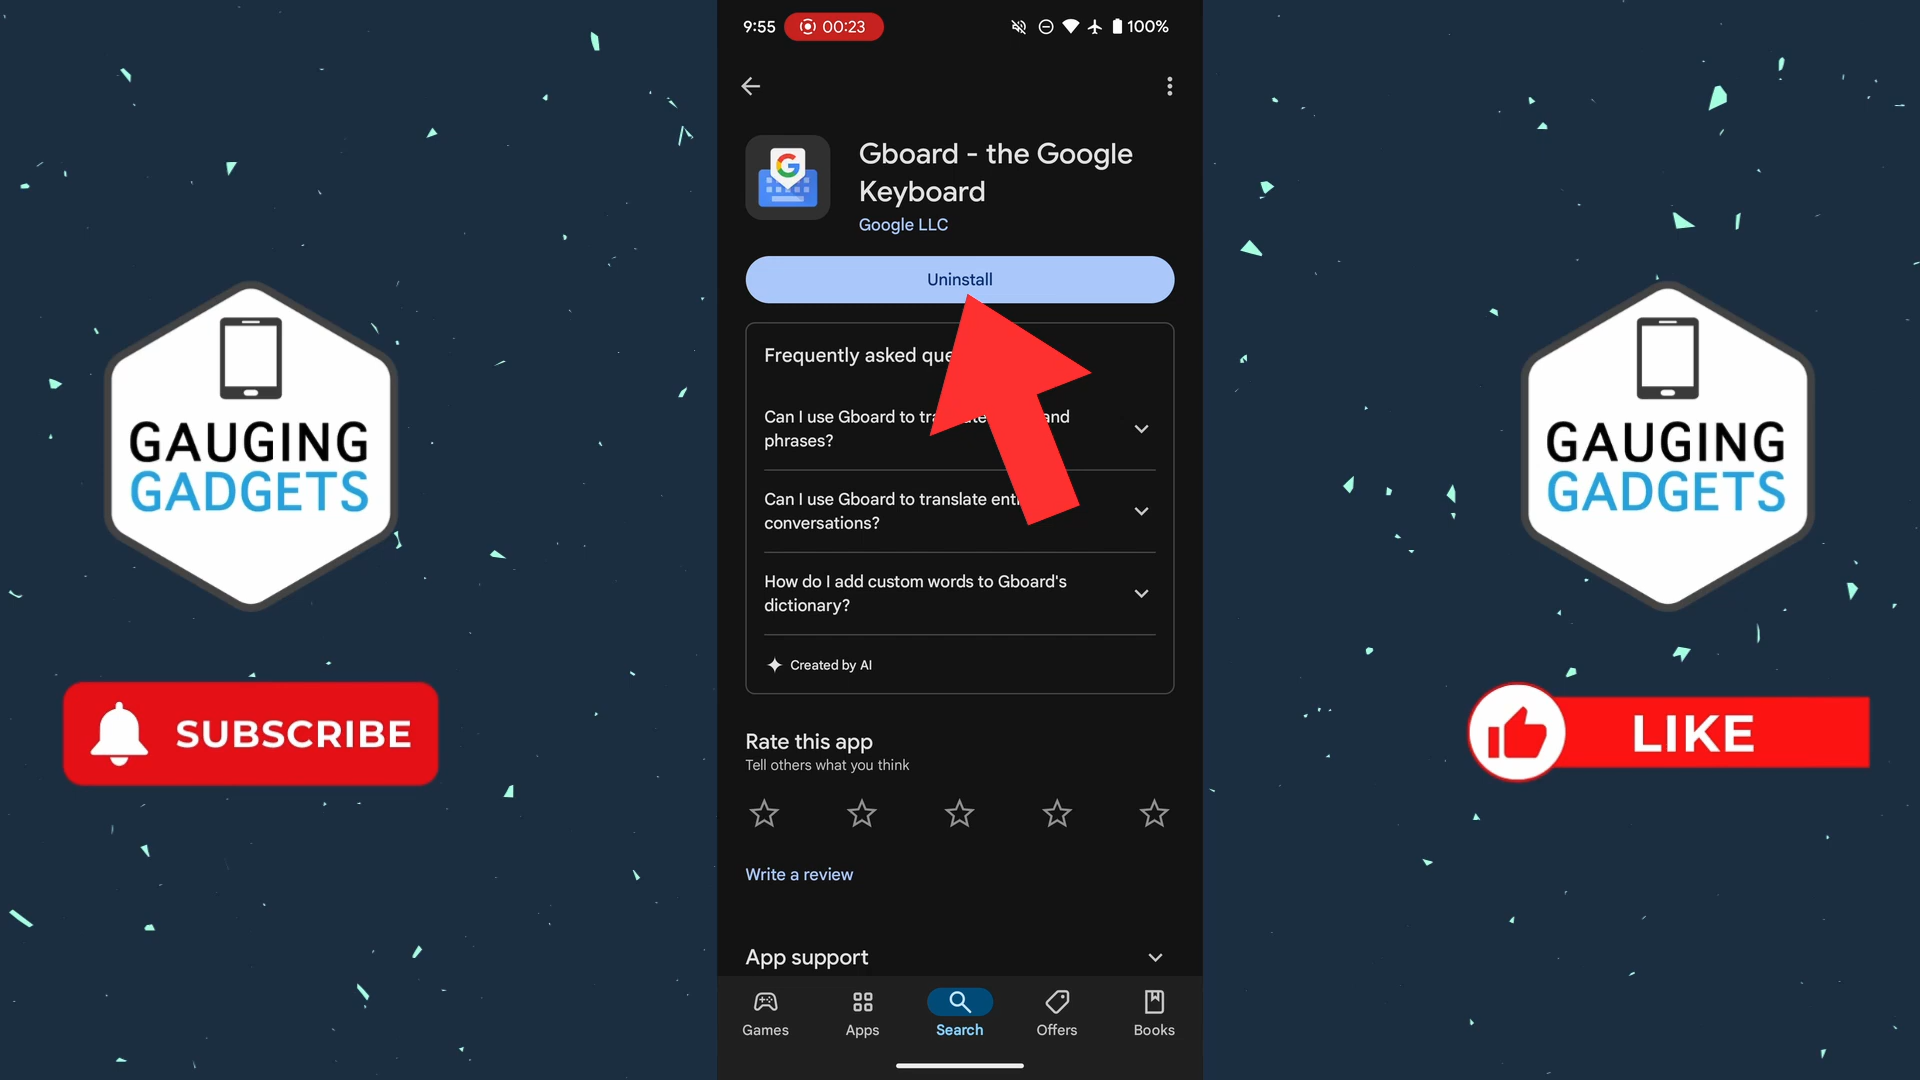 9:55 00:23 100%
Gboard - the Google
Keyboard
Google LLC
Uninstall
Frequently asked
Can I use Gboard to and
phrases?
Can I use Gboard to translate
conversations?
How do I add custom words to Gboard's
dictionary?
Created by AI
Rate this app
Tell others what you think
Write a review
App support
Games Apps Search Offers Books
GAUGING
GADGETS
SUBSCRIBE
GAUGING
GADGETS
LIKE